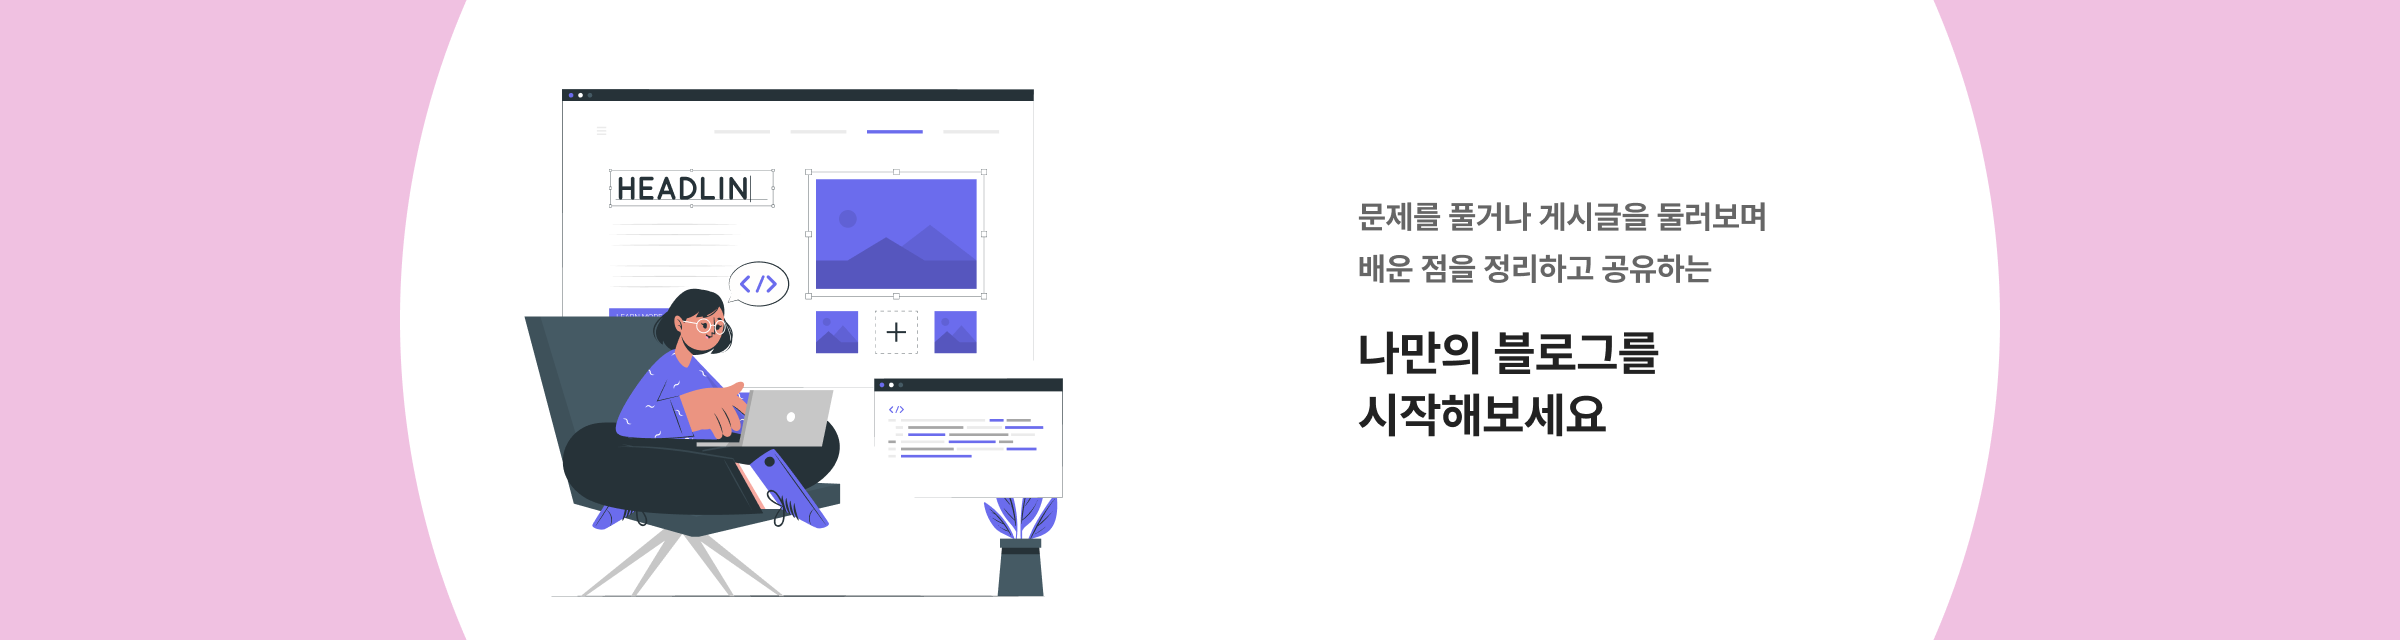 HEADLIN
</>
LEARN MORE
</>
문제를 풀거나 게시글을 둘러보며
배운 점을 정리하고 공유하는
나만의 블로그를
시작해보세요